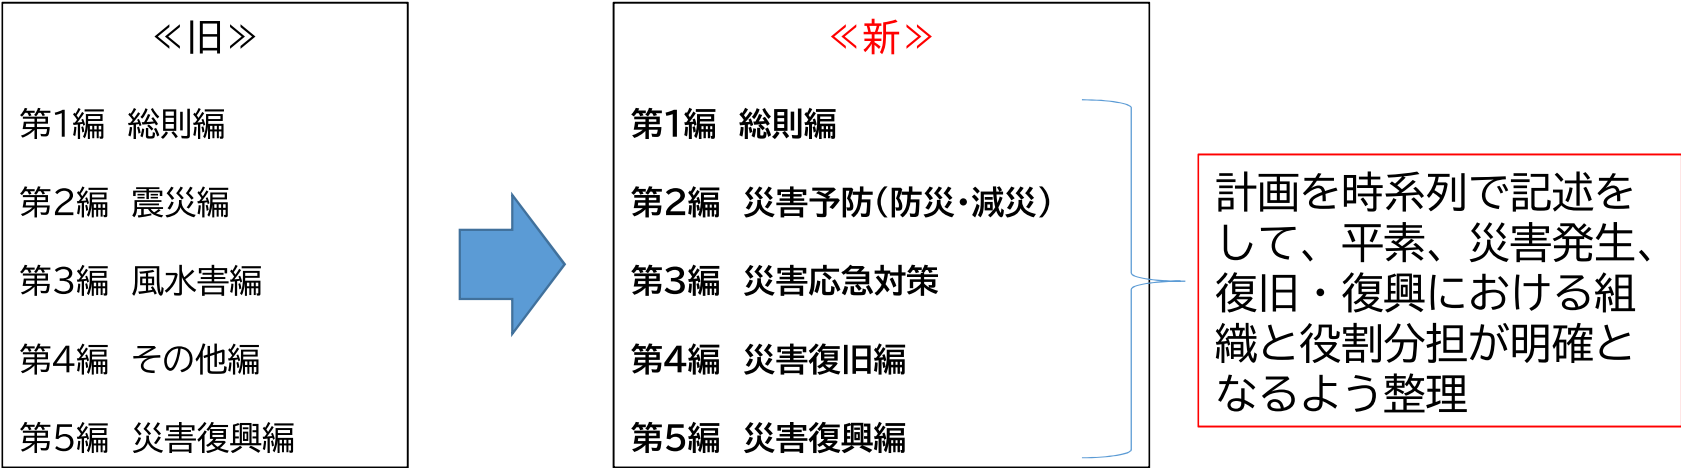 ≪旧≫
第1編　総則編
第2編　震災編
第3編　風水害編
第4編　その他編
第5編　災害復興編
≪新≫
第1編　総則編
第2編　災害予防（防災・減災）
第3編　災害応急対策
第4編　災害復旧編
第5編　災害復興編
計画を時系列で記述を
して、平素、災害発生、
復旧・復興における組
織と役割分担が明確と
なるよう整理